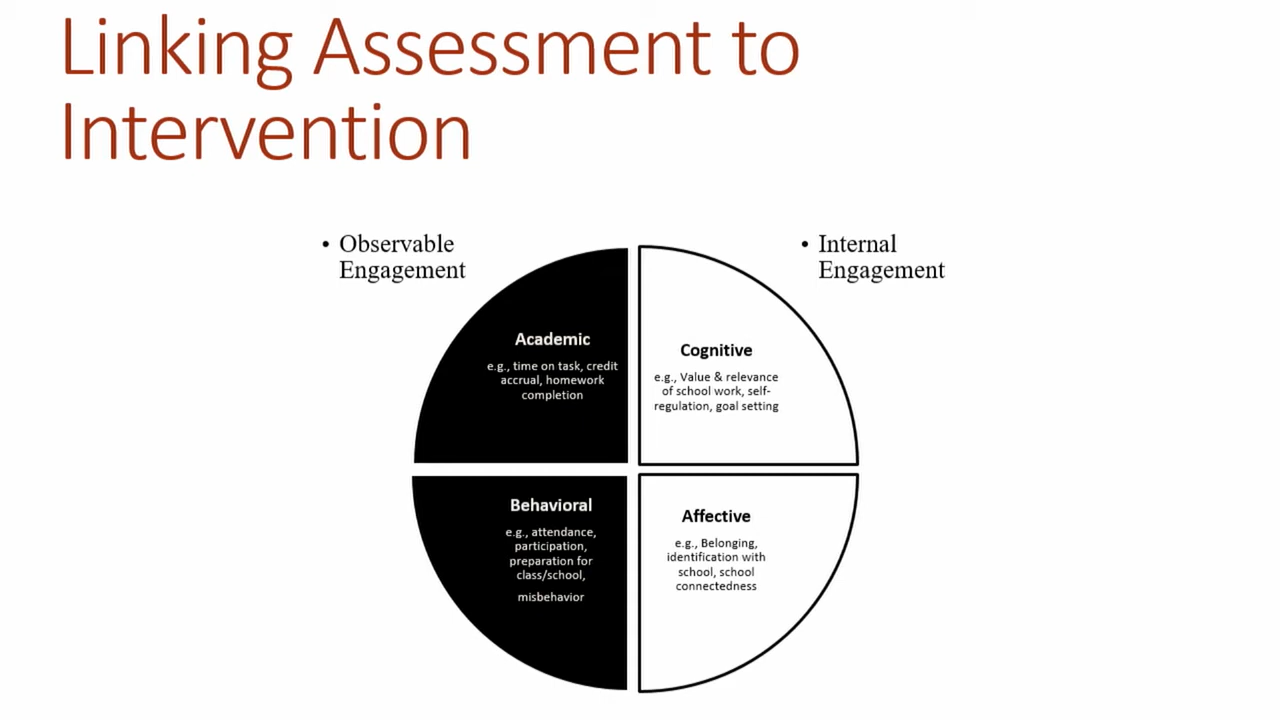 Linking Assessment to
Intervention
• Observable
Engagement
• Internal
Engagement
Academic
e.g., time on task, credit
accrual, homework
completion
Cognitive
e.g., Value & relevance
of school work, self-
regulation, goal setting
Behavioral
e.g., attendance,
participation,
preparation for
class/school,
misbehavior
Affective
e.g., Belonging,
identification with
school, school
connectedness